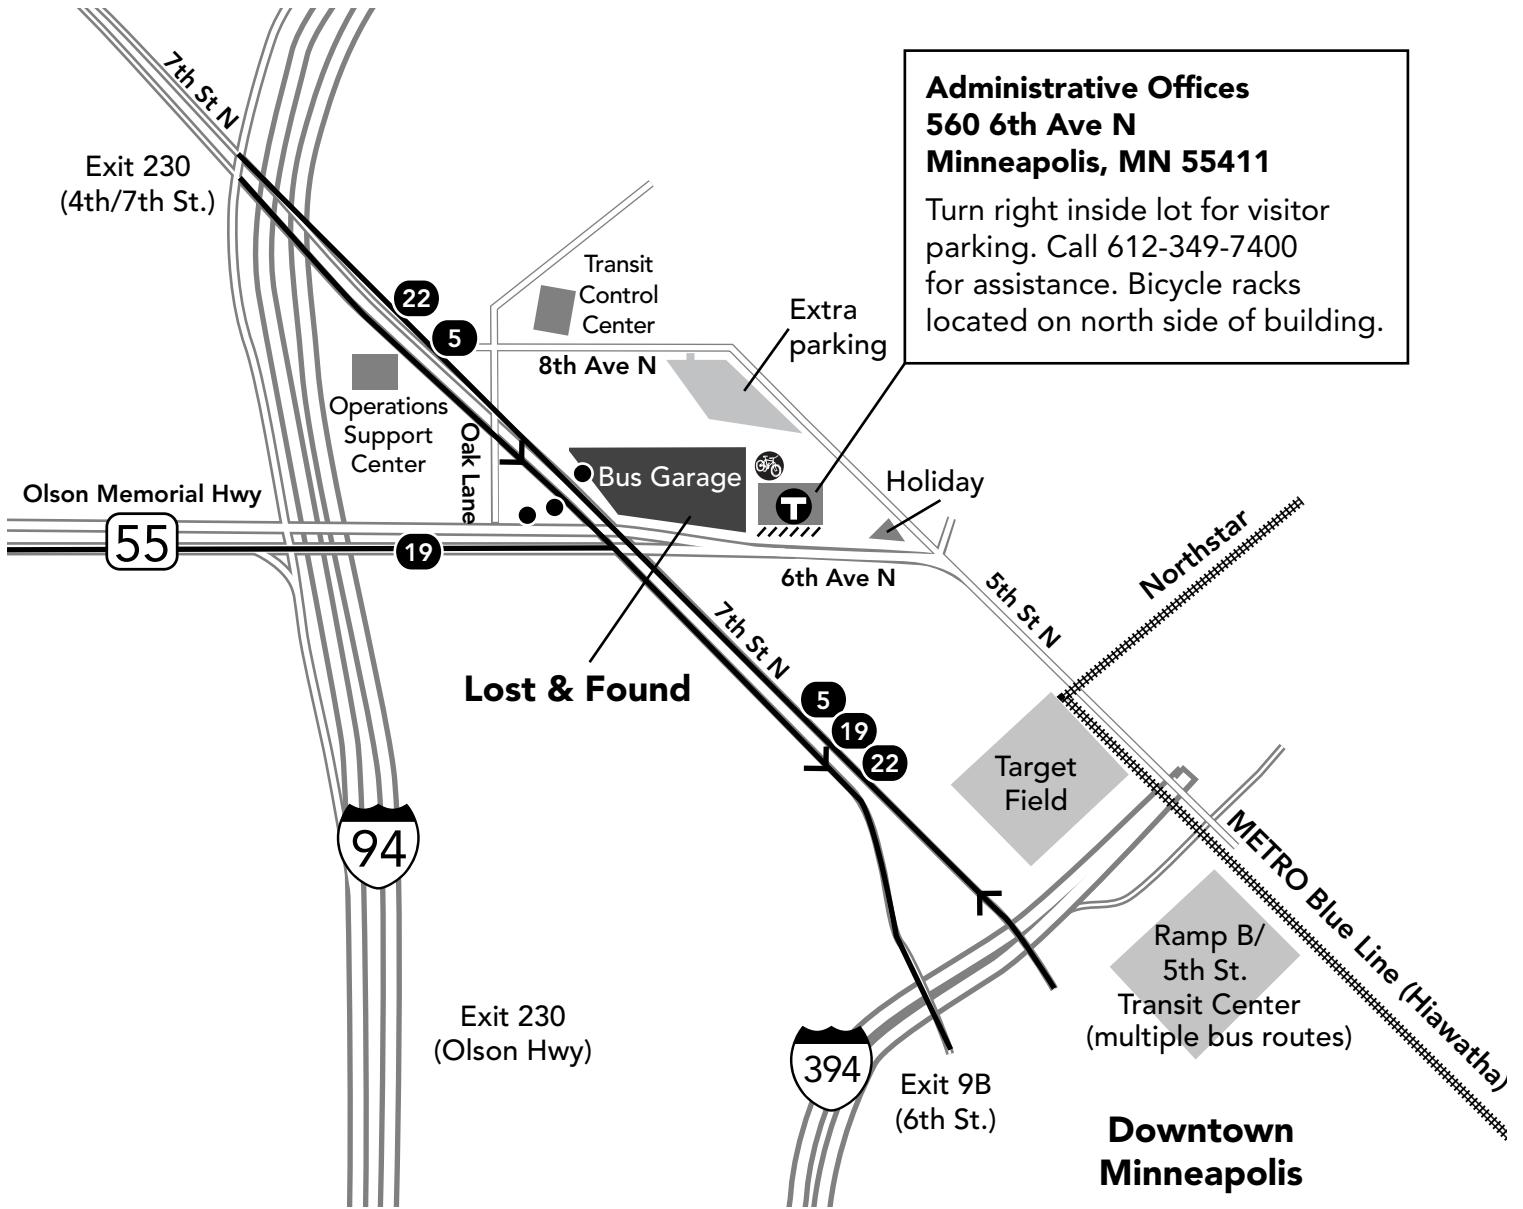 7th St N
Exit 230
(4th/7th St.)
Administrative Offices
560 6th Ave N
Minneapolis, MN 55411
Turn right inside lot for visitor
parking. Call 612-349-7400
for assistance. Bicycle racks
located on north side of building.
Transit
Control
Center
22
5
8th Ave N
Extra
parking
Operations
Support
Center
Oak Lane
Bus Garage
T
Holiday
Olson Memorial Hwy
55
19
6th Ave N
5th St N
Northstar
7th St N
Lost & Found
5
19
22
Target
Field
94
METRO Blue Line (Hiawatha)
Ramp B/
5th St.
Transit Center
(multiple bus routes)
Exit 230
(Olson Hwy)
394
Exit 9B
(6th St.)
Downtown
Minneapolis